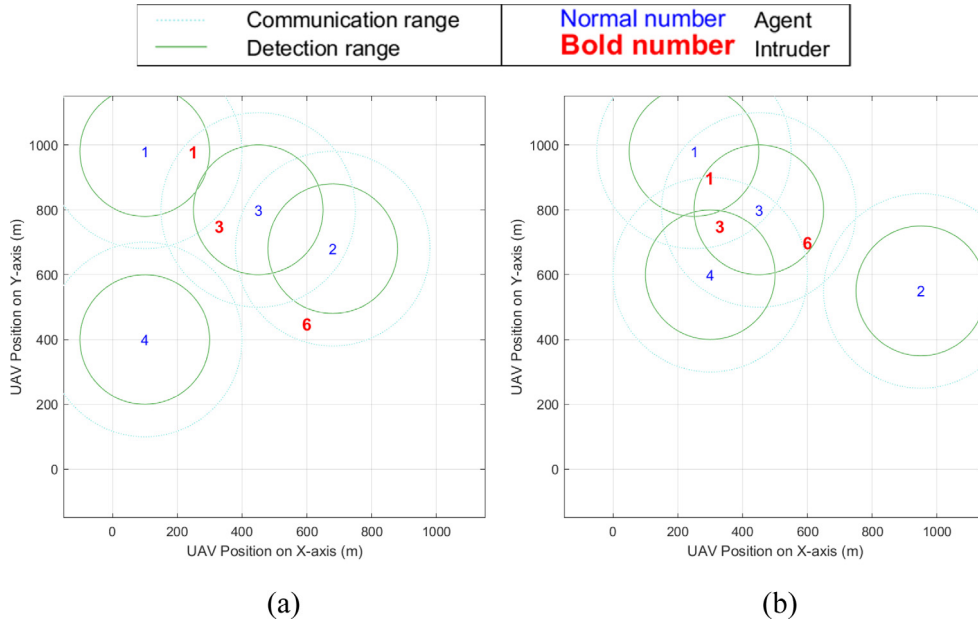 Communication range Normal number Agent
Detection range Bold number Intruder
1000
800
600
400
200
0
0 200 400 600 800 1000
UAV Position on Y-axis (m)
UAV Position on X-axis (m)
1
1
3
3
2
6
4
(a)
1000
800
600
400
200
0
0 200 400 600 800 1000
UAV Position on Y-axis (m)
UAV Position on X-axis (m)
1
1
3
3
6
4
2
(b)